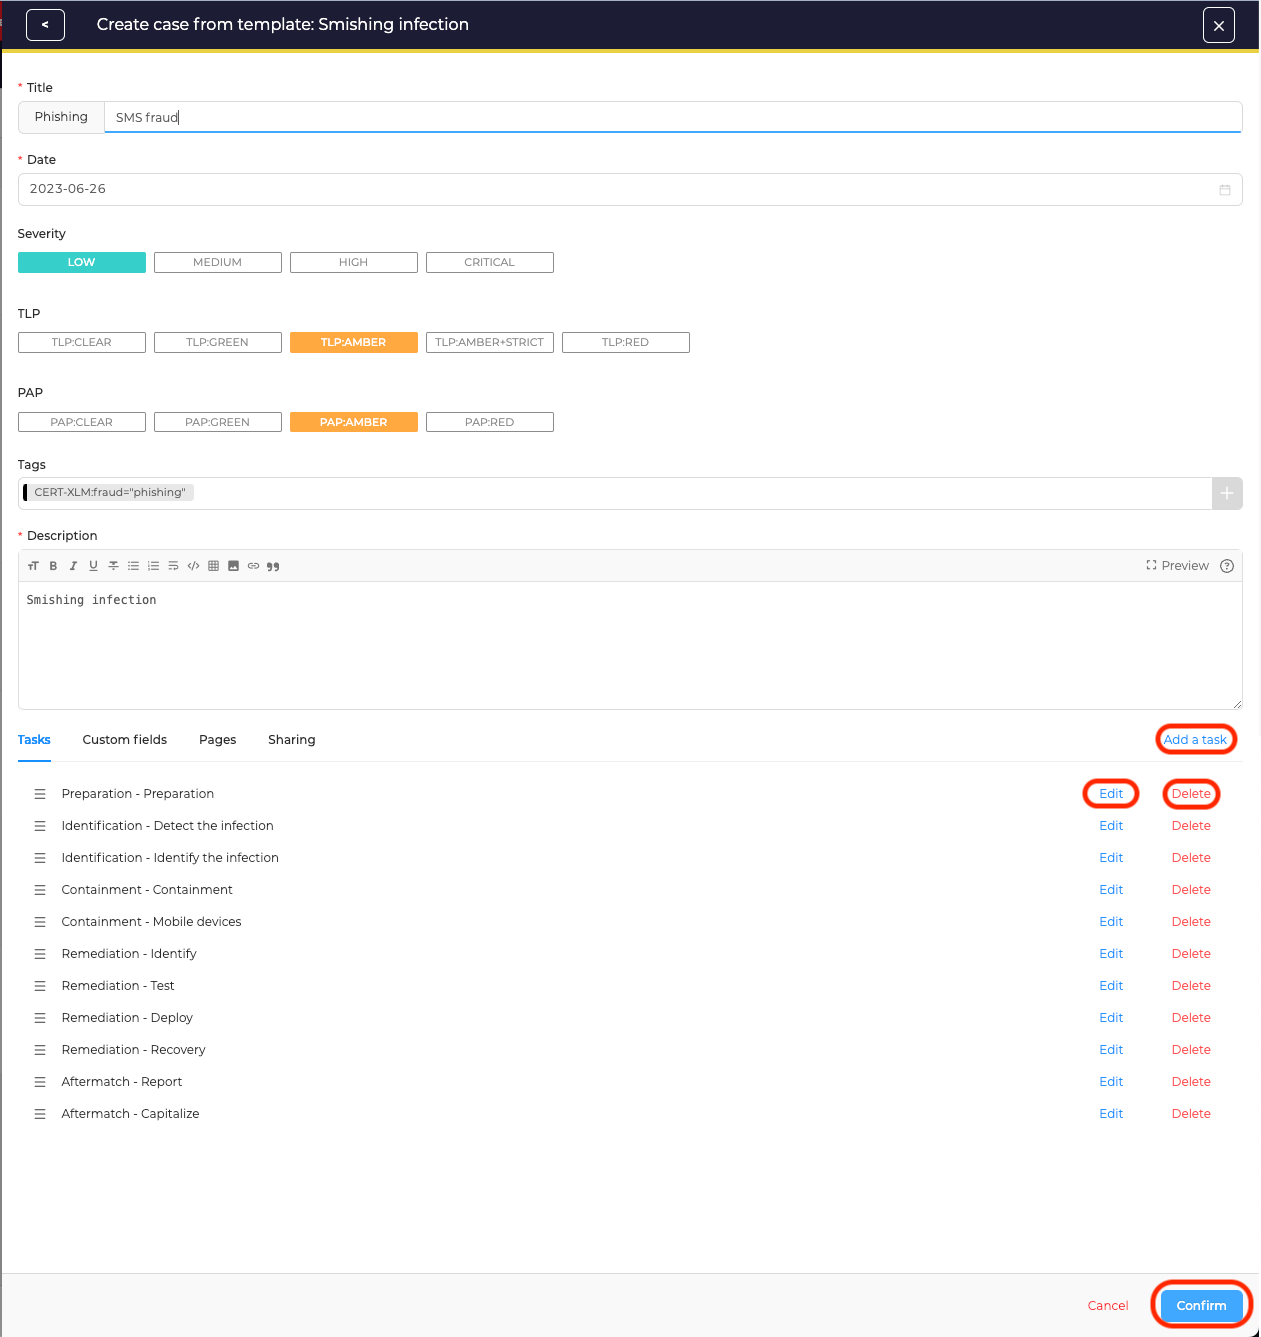 < Create case from template: Smishing infection ×
* Title
Phishing SMS fraud
* Date
2023-06-26
Severity
LOW MEDIUM HIGH CRITICAL
TLP
TLP:CLEAR TLP:GREEN TLP:AMBER TLP:AMBER+STRICT TLP:RED
PAP
PAP:CLEAR PAP:GREEN PAP:AMBER PAP:RED
Tags
CERT-XLM:fraud="phishing" +
* Description
Preview ?
Smishing infection
Tasks Custom fields Pages Sharing Add a task
Preparation - Preparation Edit Delete
Identification - Detect the infection Edit Delete
Identification - Identify the infection Edit Delete
Containment - Containment Edit Delete
Containment - Mobile devices Edit Delete
Remediation - Identify Edit Delete
Remediation - Test Edit Delete
Remediation - Deploy Edit Delete
Remediation - Recovery Edit Delete
Aftermatch - Report Edit Delete
Aftermatch - Capitalize Edit Delete
Cancel Confirm